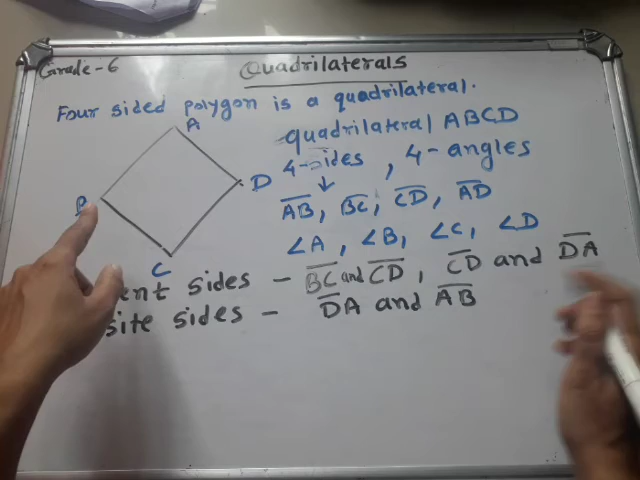 Grade-6
Quadrilaterals
Four sided polygon is a quadrilateral.
A
quadrilateral ABCD
4-sides, 4-angles
D
B
AB, BC, CD, AD
∠A, ∠B, ∠C, ∠D
C
ent sides - BC and CD, CD and DA
site sides - DA and AB